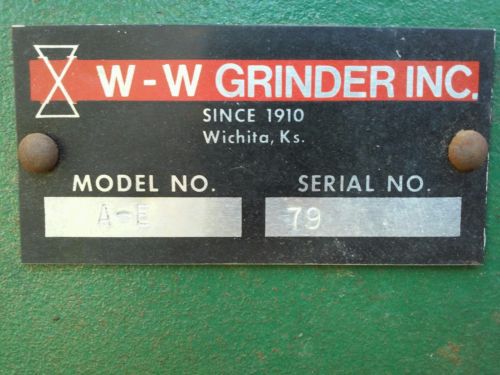 W-W GRINDER INC.
SINCE 1910
Wichita, Ks.
MODEL NO. SERIAL NO.
A-E 79